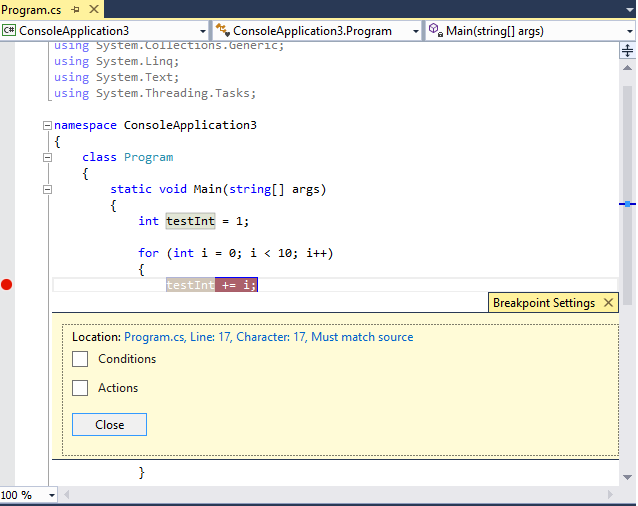 Program.cs
C# ConsoleApplication3 ConsoleApplication3.Program Main(string[] args)
using System.Collections.Generic;
using System.Linq;
using System.Text;
using System.Threading.Tasks;
namespace ConsoleApplication3
{
class Program
{
static void Main(string[] args)
{
int testInt = 1;
for (int i = 0; i < 10; i++)
{
testInt += i;
Breakpoint Settings
Location: Program.cs, Line: 17, Character: 17, Must match source
Conditions
Actions
Close
}
100 %